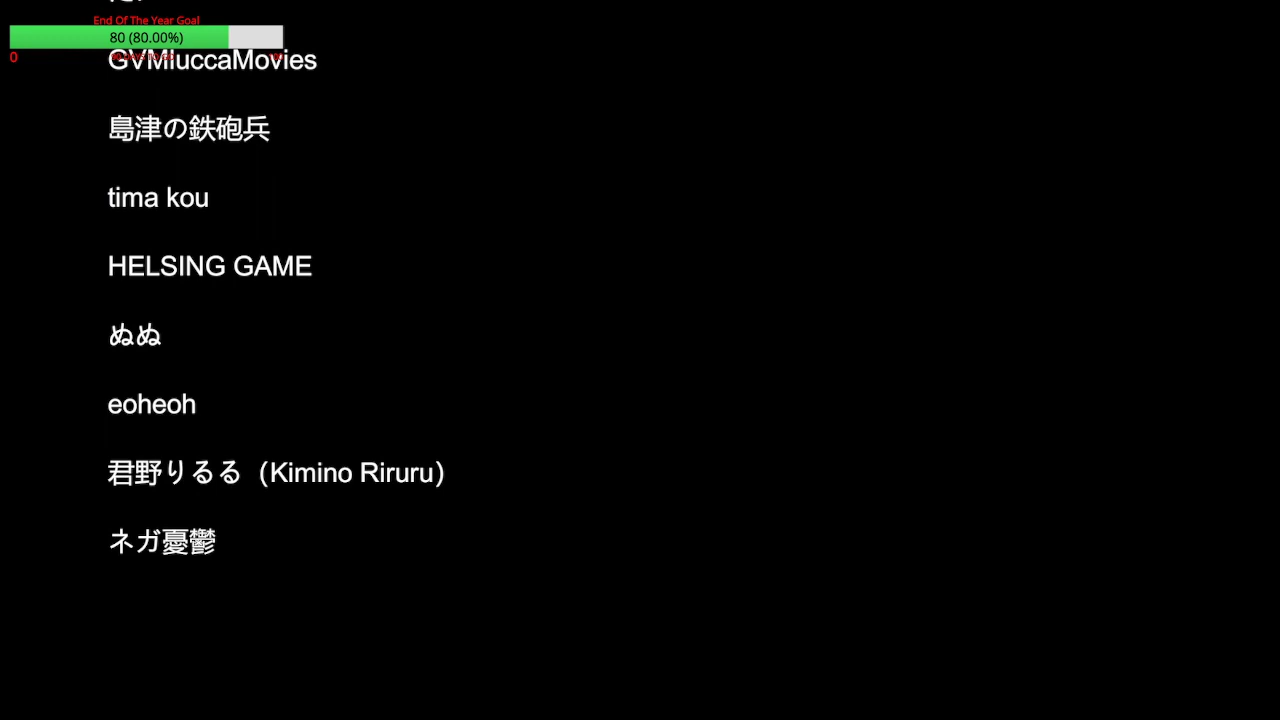 End Of The Year Goal
80 (80.00%)
0
GVMluccaMovies
島津の鉄砲兵
tima kou
HELSING GAME
ぬぬ
eoheoh
君野りるる（Kimino Riruru）
ネガ憂鬱